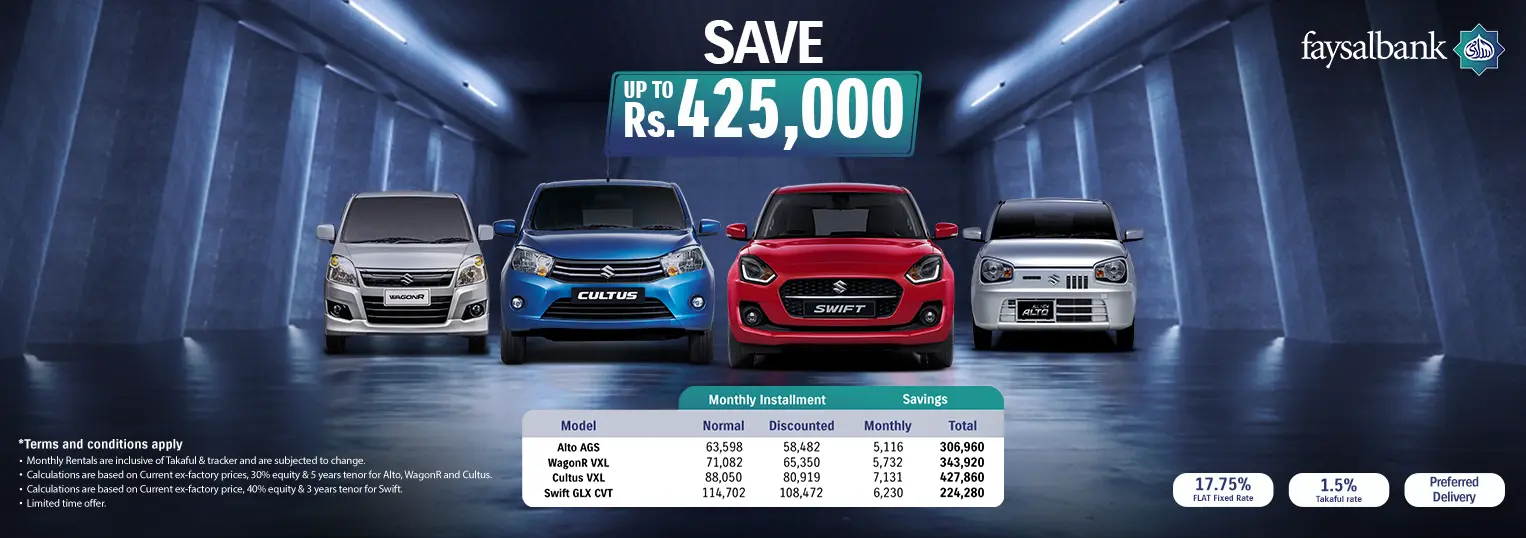 SAVE
UP TO
Rs.425,000
faysalbank
WAGONR
CULTUS
SWIFT
ALTO
Monthly Installment Savings
Model Normal Discounted Monthly Total
Alto AGS 63,598 58,482 5,116 306,960
WagonR VXL 71,082 65,350 5,732 343,920
Cultus VXL 88,050 80,919 7,131 427,860
Swift GLX CVT 114,702 108,472 6,230 224,280
*Terms and conditions apply
• Monthly Rentals are inclusive of Takaful & tracker and are subjected to change.
• Calculations are based on Current ex-factory prices, 30% equity & 5 years tenor for Alto, WagonR and Cultus.
• Calculations are based on Current ex-factory price, 40% equity & 3 years tenor for Swift.
• Limited time offer.
17.75%
FLAT Fixed Rate
1.5%
Takaful rate
Preferred
Delivery